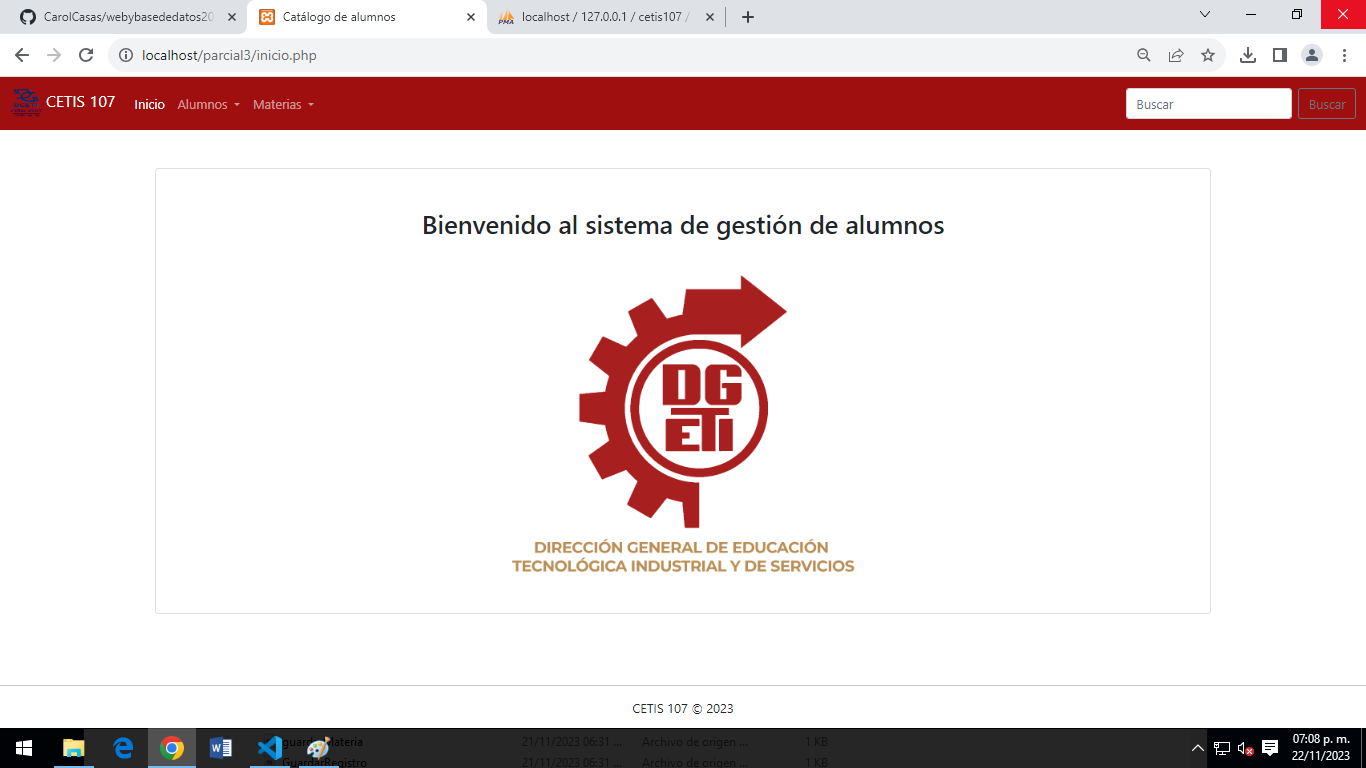 CarolCasas/webybasededatos20
Catálogo de alumnos
localhost / 127.0.0.1 / cetis107 /
localhost/parcial3/inicio.php
CETIS 107 Inicio Alumnos Materias Buscar Buscar
Bienvenido al sistema de gestión de alumnos
DG
ETI
DIRECCIÓN GENERAL DE EDUCACIÓN
TECNOLÓGICA INDUSTRIAL Y DE SERVICIOS
CETIS 107 © 2023
guardarMateria 21/11/2023 06:31 ... Archivo de origen ... 1 KB
GuardarRegistro 21/11/2023 06:31 ... Archivo de origen ... 1 KB
07:08 p. m.
22/11/2023